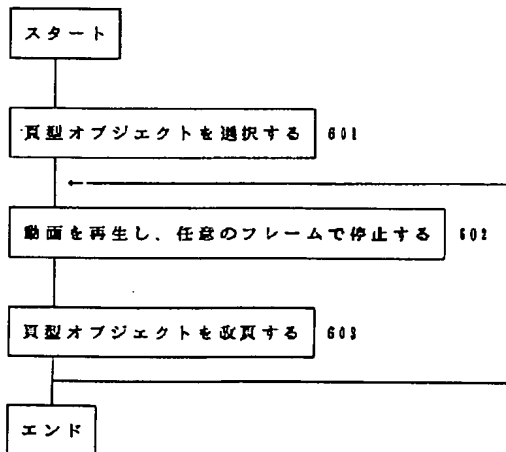 スタート
頁型オブジェクトを選択する 601
動画を再生し、任意のフレームで停止する 602
頁型オブジェクトを改頁する 603
エンド